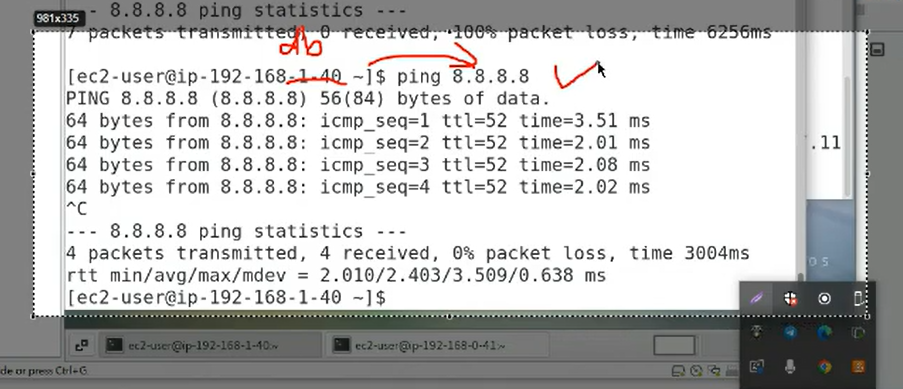 981x335
- 8.8.8.8 ping statistics ---
7 packets transmitted, 0 received, 100% packet loss, time 6256ms
db
[ec2-user@ip-192-168-1-40 ~]$ ping 8.8.8.8
PING 8.8.8.8 (8.8.8.8) 56(84) bytes of data.
64 bytes from 8.8.8.8: icmp_seq=1 ttl=52 time=3.51 ms
64 bytes from 8.8.8.8: icmp_seq=2 ttl=52 time=2.01 ms
.11
64 bytes from 8.8.8.8: icmp_seq=3 ttl=52 time=2.08 ms
64 bytes from 8.8.8.8: icmp_seq=4 ttl=52 time=2.02 ms
^C
--- 8.8.8.8 ping statistics ---
4 packets transmitted, 4 received, 0% packet loss, time 3004ms
rtt min/avg/max/mdev = 2.010/2.403/3.509/0.638 ms
[ec2-user@ip-192-168-1-40 ~]$
ec2-user@ip-192-168-1-40:~
ec2-user@ip-192-168-0-41:~
de or press Ctrl+G.